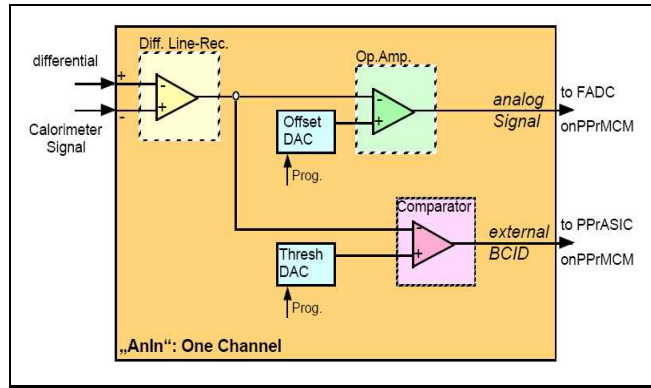 Diff. Line-Rec.
differential
+
-
-
+
Calorimeter
Signal
Op.Amp.
-
+
Offset
DAC
Prog.
analog
Signal
to FADC
onPPrMCM
Comparator
-
+
Thresh
DAC
Prog.
external
BCID
to PPrASIC
onPPrMCM
„AnIn“: One Channel